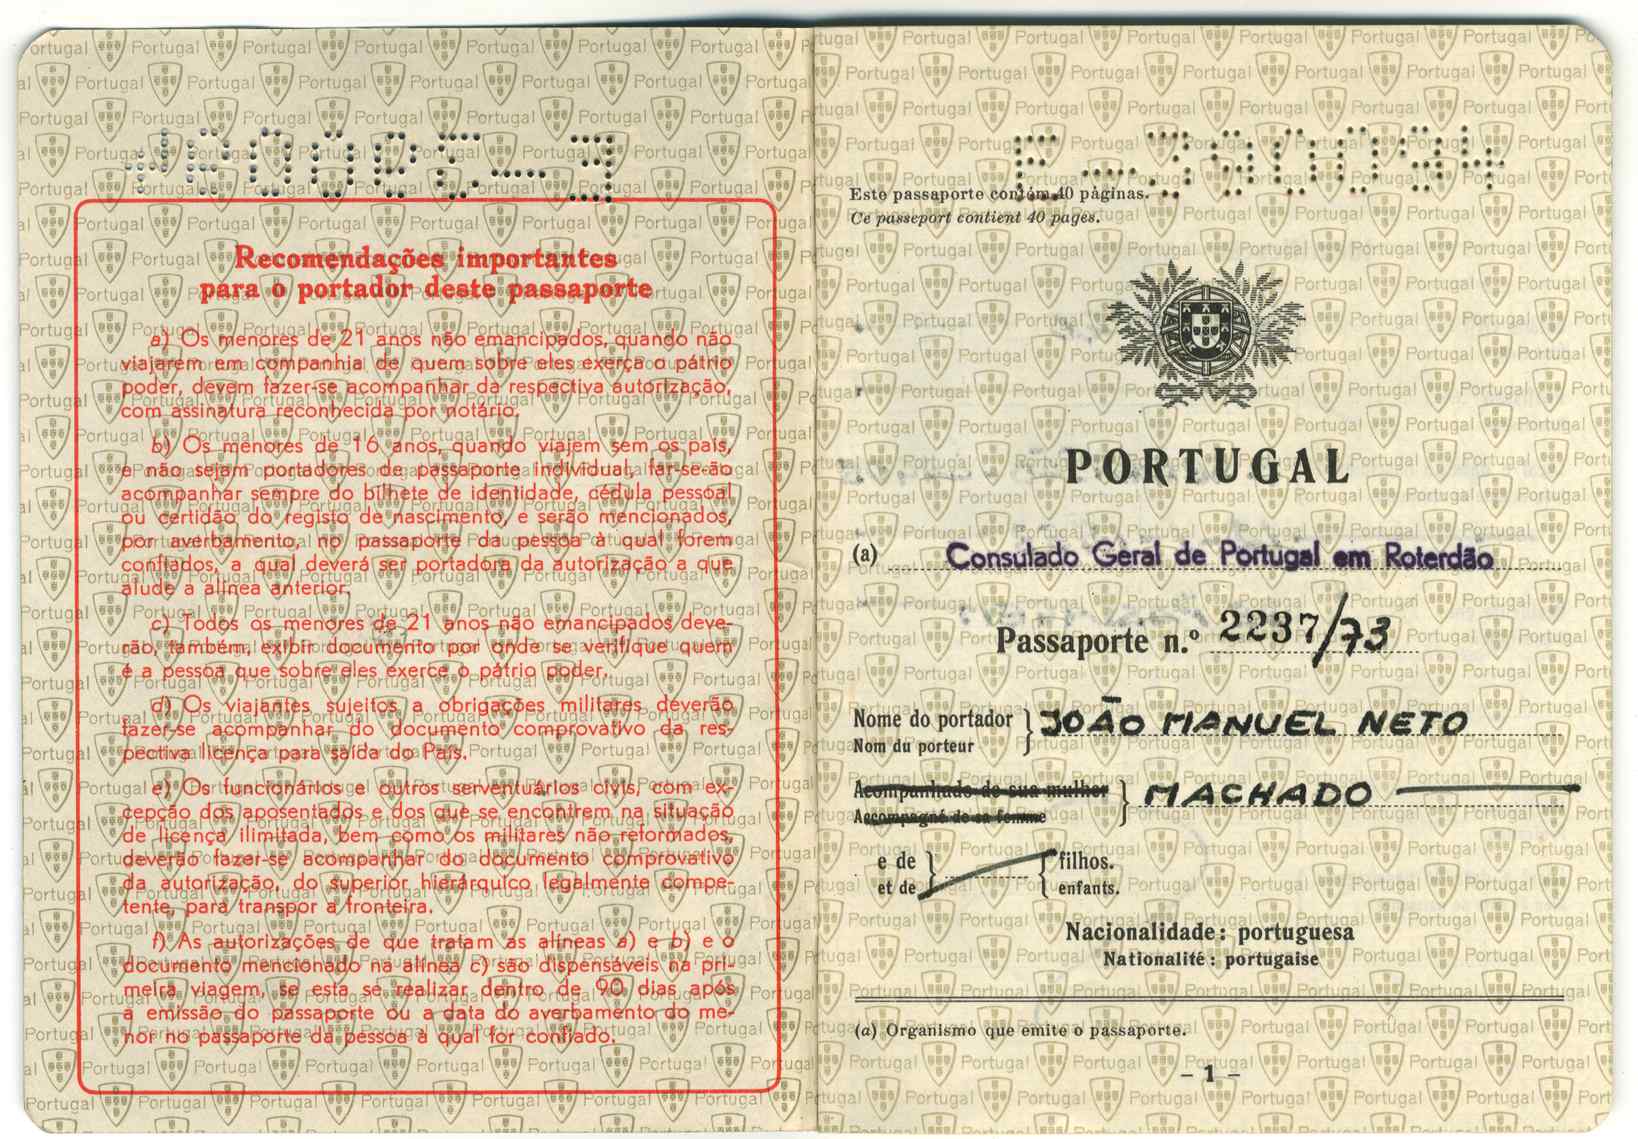 Recomendações importantes
para o portador deste passaporte
a) Os menores de 21 anos não emancipados, quando não
viajarem em companhia de quem sobre eles exerça o pátrio
poder, devem fazer-se acompanhar da respectiva autorização,
com assinatura reconhecida por notário.
b) Os menores de 16 anos, quando viajem sem os pais,
e não sejam portadores de passaporte individual, far-se-ão
acompanhar sempre do bilhete de identidade, cédula pessoal
ou certidão do registo de nascimento, e serão mencionados,
por averbamento, no passaporte da pessoa à qual forem
confiados, a qual deverá ser portadora da autorização a que
alude a alínea anterior.
c) Todos os menores de 21 anos não emancipados deve-
rão, também, exibir documento por onde se verifique quem
é a pessoa que sobre eles exerce o pátrio poder.
d) Os viajantes sujeitos a obrigações militares deverão
fazer-se acompanhar do documento comprovativo da res-
pectiva licença para saída do País.
e) Os funcionários e outros serventuários civis, com ex-
cepção dos aposentados e dos que se encontrem na situação
de licença ilimitada, bem como os militares não reformados,
deverão fazer-se acompanhar do documento comprovativo
da autorização, do superior hierárquico legalmente compe-
tente, para transpor a fronteira.
f) As autorizações de que tratam as alíneas a) e b) e o
documento mencionado na alínea c) são dispensáveis na pri-
meira viagem, se esta se realizar dentro de 90 dias após
a emissão do passaporte ou a data do averbamento do me-
nor no passaporte da pessoa à qual for confiado.
Este passaporte contém 40 páginas.
Ce passeport contient 40 pages.
PORTUGAL
(a) Consulado Geral de Portugal em Roterdão
Passaporte n.º 2237/73
Nome do portador JOÃO MANUEL NETO
Nom du porteur
Acompanhado de sua mulher MACHADO
Accompagné de sa femme
e de filhos.
et de enfants.
Nacionalidade: portuguesa
Nationalité: portugaise
(a) Organismo que emite o passaporte.
– 1 –